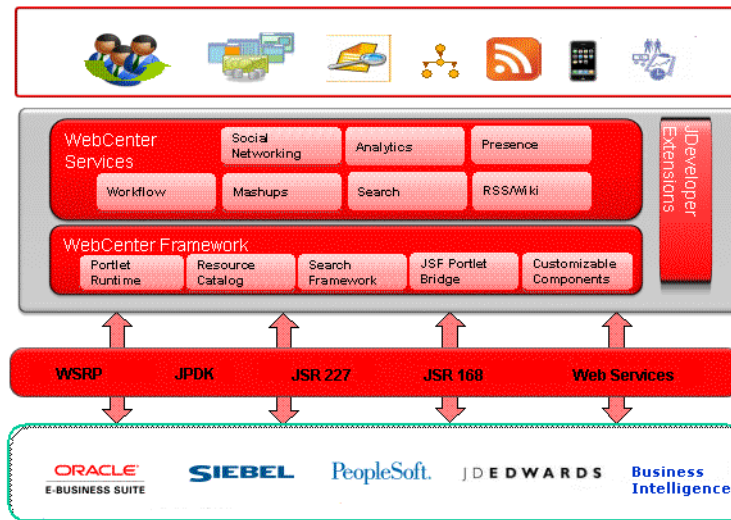 WebCenter
Services
Social
Networking
Analytics
Presence
Workflow
Mashups
Search
RSS/Wiki
JDeveloper
Extensions
WebCenter Framework
Portlet
Runtime
Resource
Catalog
Search
Framework
JSF Portlet
Bridge
Customizable
Components
WSRP
JPDK
JSR 227
JSR 168
Web Services
ORACLE
E-BUSINESS SUITE
SIEBEL
PeopleSoft.
JDEDWARDS
Business
Intelligence